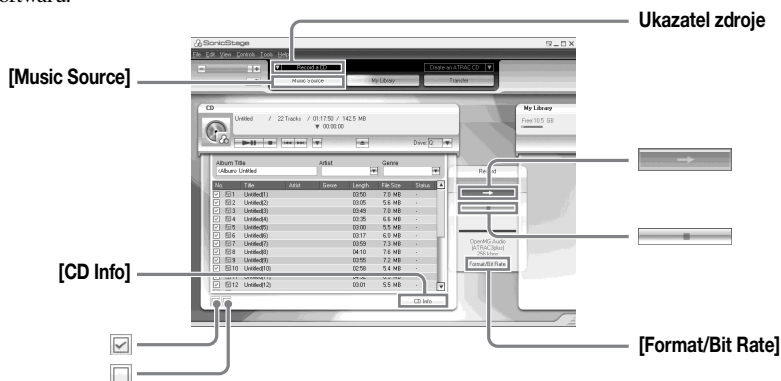 Ukazatel zdroje
SonicStage
File Edit View Controls Tools Help
Record a CD
Create an ATRAC CD
[Music Source]
Music Source My Library Transfer
CD
My Library
Untitled / 22 Tracks / 01:17:50 / 142.5 MB
00:00:00
Free:10.5 GB
Drive: Q
Album Title Artist Genre
<Album> Untitled
Record
No. Title Artist Genre Length File Size Status
1 Untitled(1) 03:50 7.0 MB -
2 Untitled(2) 03:05 5.6 MB -
3 Untitled(3) 03:49 7.0 MB -
4 Untitled(4) 03:35 6.6 MB -
5 Untitled(5) 03:00 5.5 MB -
6 Untitled(6) 03:17 6.0 MB -
7 Untitled(7) 03:59 7.3 MB -
8 Untitled(8) 04:10 7.6 MB -
9 Untitled(9) 03:55 7.2 MB -
10 Untitled(10) 02:58 5.4 MB -
12 Untitled(12) 03:01 5.5 MB -
OpenMG Audio
(ATRAC3plus)
256 kbps
Format/Bit Rate
[CD Info]
CD Info
[Format/Bit Rate]